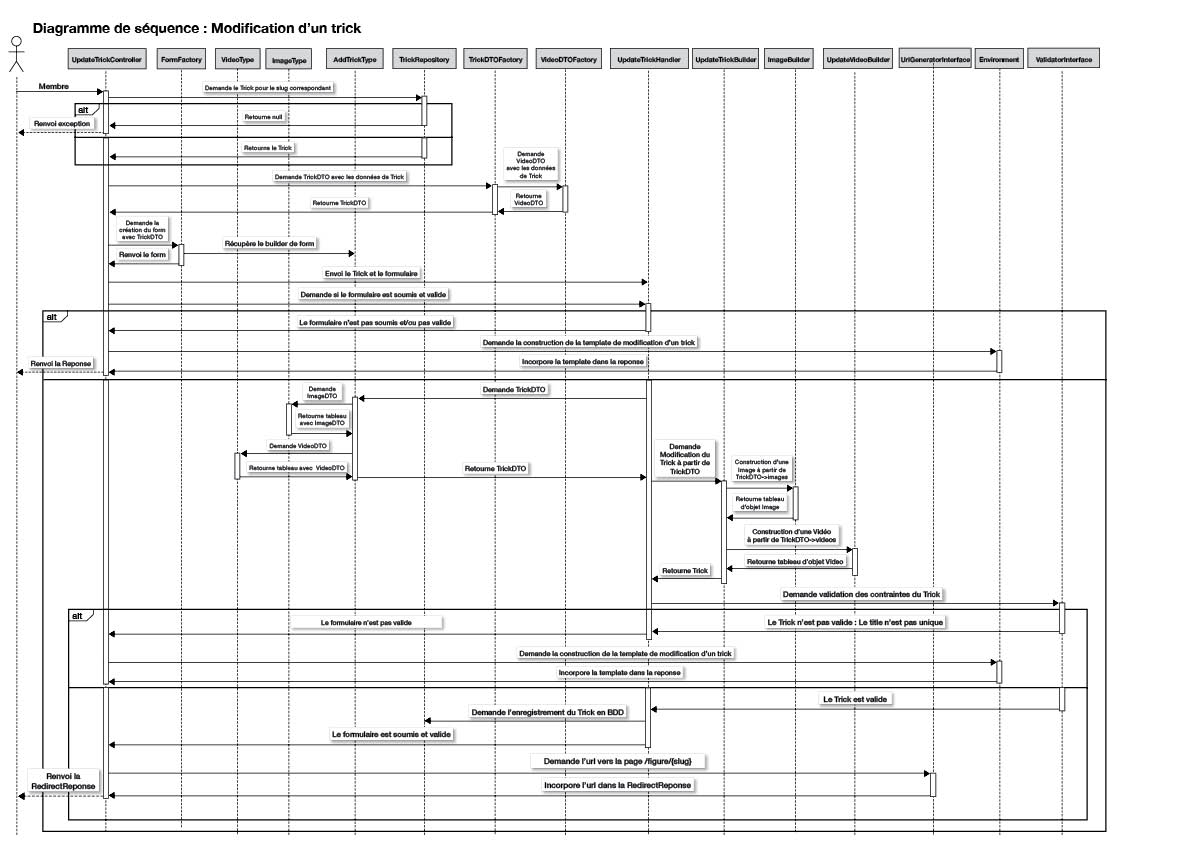 Diagramme de séquence : Modification d'un trick
UpdateTrickController
FormFactory
VideoType
ImageType
AddTrickType
TrickRepository
TrickDTOFactory
VideoDTOFactory
UpdateTrickHandler
UpdateTrickBuilder
ImageBuilder
UpdateVideoBuilder
UrlGeneratorInterface
Environment
ValidatorInterface
Membre
Demande le Trick pour le slug correspondant
alt
Retourne null
Renvoi exception
Retourne le Trick
Demande
VideoDTO
avec les données
de Trick
Demande TrickDTO avec les données de Trick
Retourne
VideoDTO
Retourne TrickDTO
Demande la
création du form
avec TrickDTO
Récupère le builder de form
Renvoi le form
Envoi le Trick et le formulaire
Demande si le formulaire est soumis et valide
alt
Le formulaire n'est pas soumis et/ou pas valide
Demande la construction de la template de modification d'un trick
Renvoi la Reponse
Incorpore la template dans la reponse
Demande
ImageDTO
Demande TrickDTO
Retourne tableau
avec ImageDTO
Demande VideoDTO
Retourne tableau avec VideoDTO
Retourne TrickDTO
Demande
Modification du
Trick à partir de
TrickDTO
Construction d'une
Image à partir de
TrickDTO->images
Retourne tableau
d'objet Image
Construction d'une Vidéo
à partir de TrickDTO->videos
Retourne tableau d'objet Video
Retourne Trick
Demande validation des contraintes du Trick
alt
Le formulaire n'est pas valide
Le Trick n'est pas valide : Le title n'est pas unique
Demande la construction de la template de modification d'un trick
Incorpore la template dans la reponse
Le Trick est valide
Demande l'enregistrement du Trick en BDD
Le formulaire est soumis et valide
Demande l'url vers la page /figure/{slug}
Renvoi la
RedirectReponse
Incorpore l'url dans la RedirectReponse